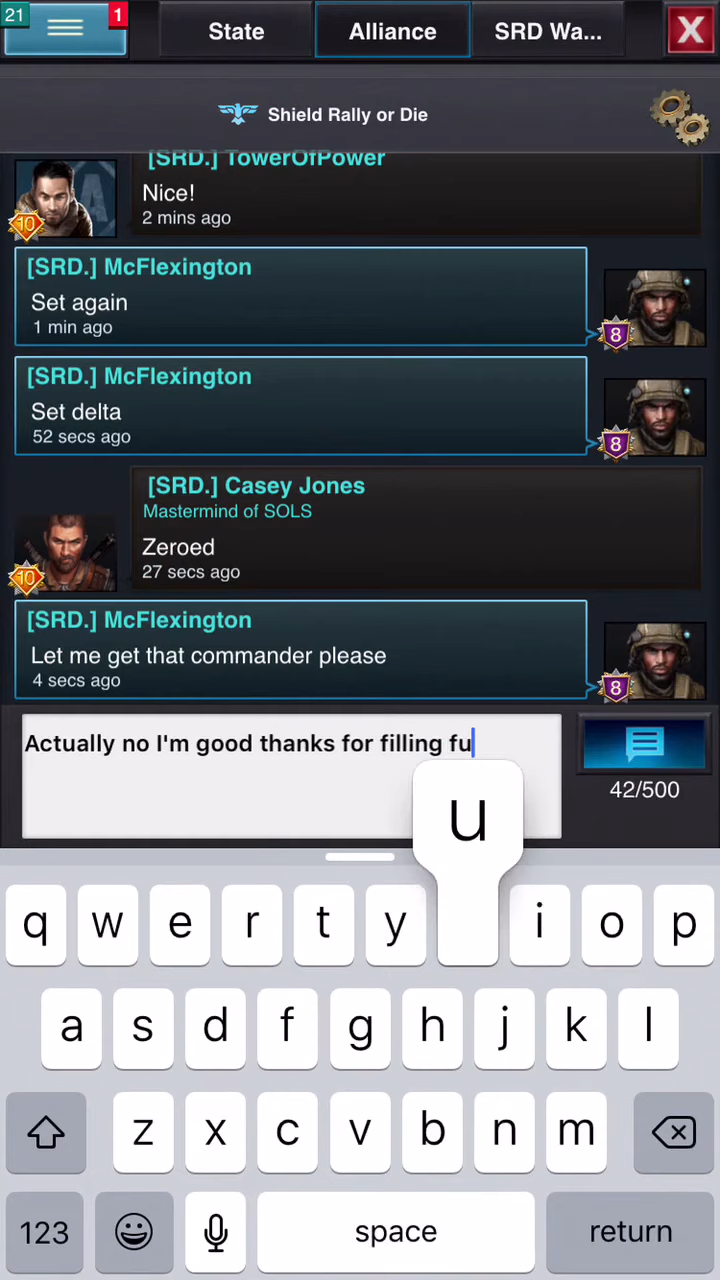 21
1
State
Alliance
SRD Wa...
X
Shield Rally or Die
[SRD.] TowerOfPower
Nice!
2 mins ago
10
[SRD.] McFlexington
Set again
1 min ago
8
[SRD.] McFlexington
Set delta
52 secs ago
8
[SRD.] Casey Jones
Mastermind of SOLS
Zeroed
27 secs ago
10
[SRD.] McFlexington
Let me get that commander please
4 secs ago
8
Actually no I'm good thanks for filling fu
42/500
u
q w e r t y i o p
a s d f g h j k l
z x c v b n m
123 space return